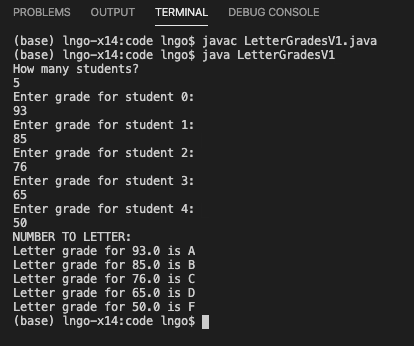 PROBLEMS OUTPUT TERMINAL DEBUG CONSOLE
(base) lngo-x14:code lngo$ javac LetterGradesV1.java
(base) lngo-x14:code lngo$ java LetterGradesV1
How many students?
5
Enter grade for student 0:
93
Enter grade for student 1:
85
Enter grade for student 2:
76
Enter grade for student 3:
65
Enter grade for student 4:
50
NUMBER TO LETTER:
Letter grade for 93.0 is A
Letter grade for 85.0 is B
Letter grade for 76.0 is C
Letter grade for 65.0 is D
Letter grade for 50.0 is F
(base) lngo-x14:code lngo$